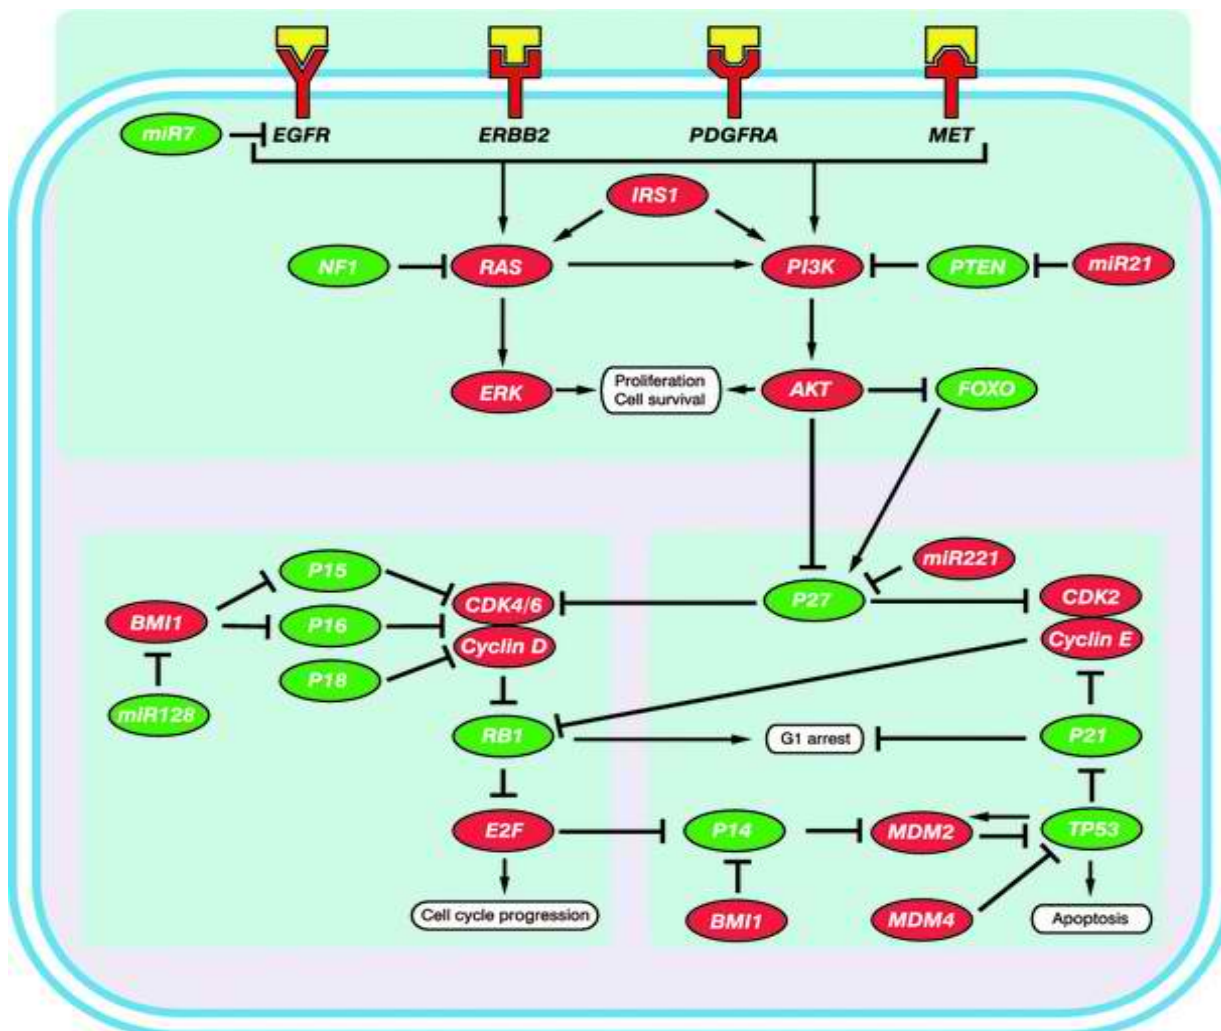 miR7
EGFR
ERBB2
PDGFRA
MET
IRS1
NF1
RAS
PI3K
PTEN
miR21
ERK
Proliferation
Cell survival
AKT
FOXO
P15
miR221
BMI1
P16
CDK4/6
P27
CDK2
Cyclin D
Cyclin E
P18
miR128
RB1
G1 arrest
P21
E2F
P14
MDM2
TP53
Cell cycle progression
BMI1
MDM4
Apoptosis